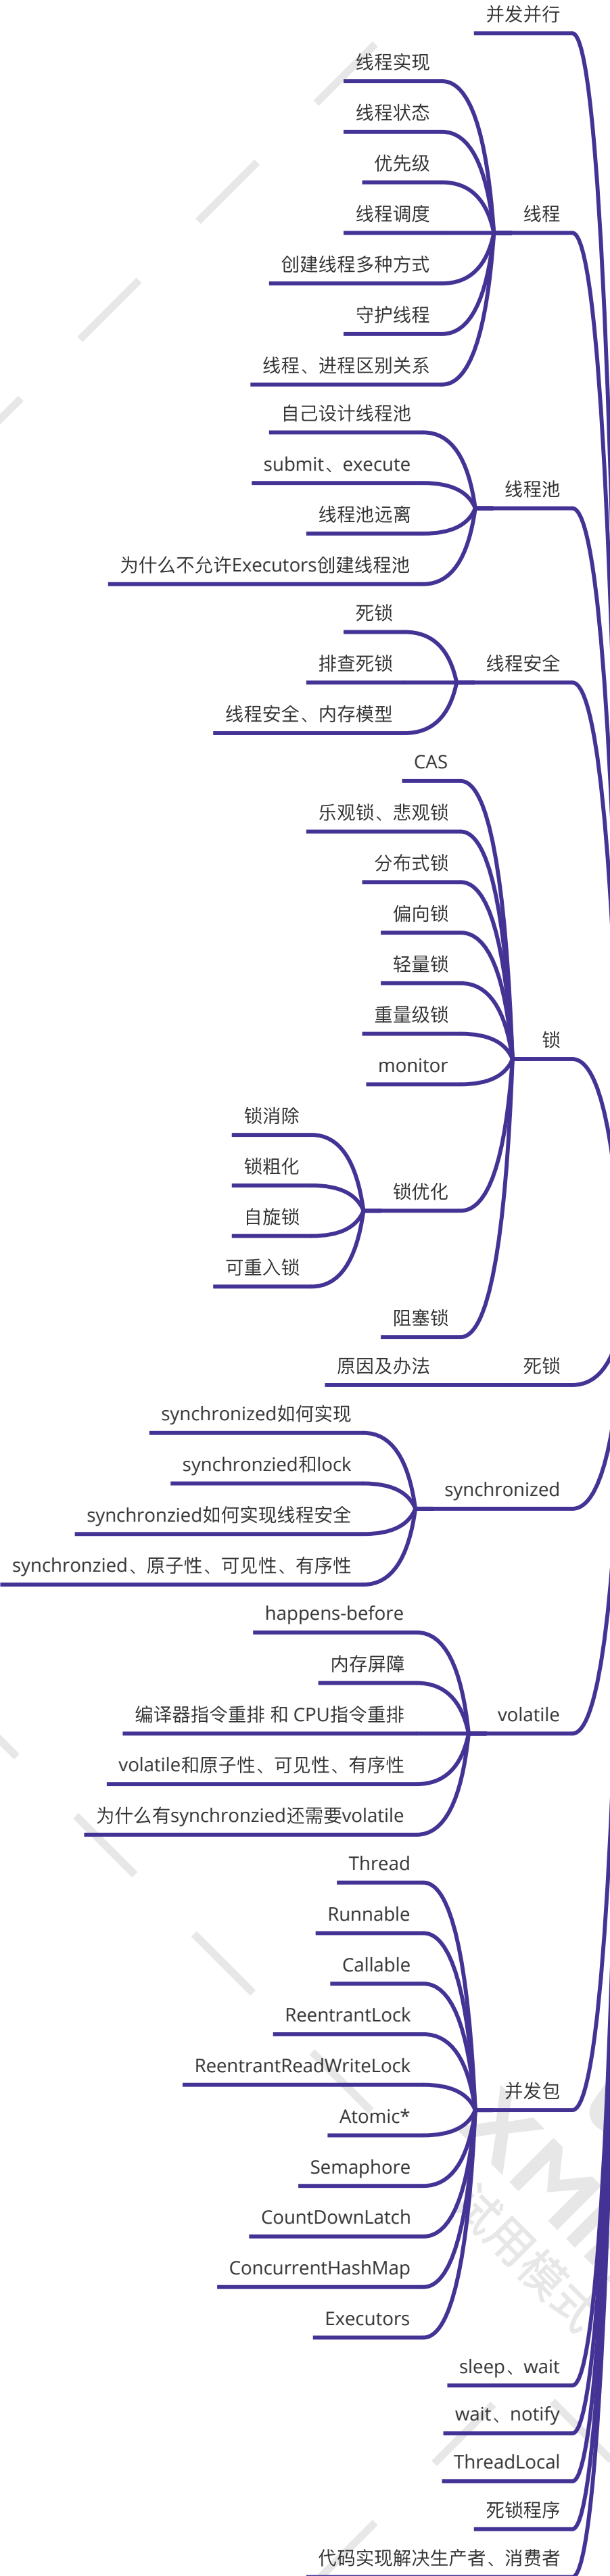 并发并行
线程实现
线程状态
优先级
线程调度
线程
创建线程多种方式
守护线程
线程、进程区别关系
自己设计线程池
submit、execute
线程池
线程池远离
为什么不允许Executors创建线程池
死锁
排查死锁
线程安全
线程安全、内存模型
CAS
乐观锁、悲观锁
分布式锁
偏向锁
轻量锁
重量级锁
锁
monitor
锁消除
锁粗化
锁优化
自旋锁
可重入锁
阻塞锁
原因及办法
死锁
synchronized如何实现
synchronzied和lock
synchronized
synchronzied如何实现线程安全
synchronzied、原子性、可见性、有序性
happens-before
内存屏障
编译器指令重排 和 CPU指令重排
volatile
volatile和原子性、可见性、有序性
为什么有synchronzied还需要volatile
Thread
Runnable
Callable
ReentrantLock
ReentrantReadWriteLock
并发包
Atomic*
Semaphore
CountDownLatch
ConcurrentHashMap
Executors
sleep、wait
wait、notify
ThreadLocal
死锁程序
代码实现解决生产者、消费者
试用模式